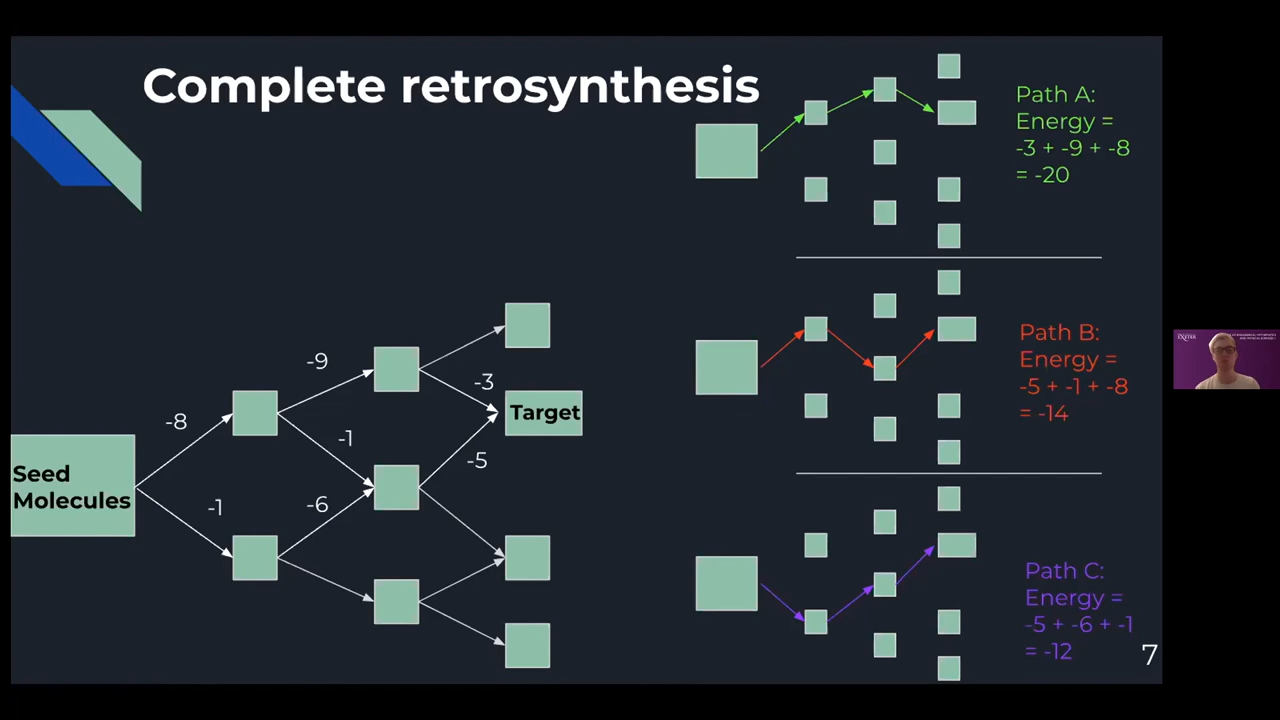 Complete retrosynthesis
Path A:
Energy =
-3 + -9 + -8
= -20
Path B:
Energy =
-5 + -1 + -8
= -14
Path C:
Energy =
-5 + -6 + -1
= -12
-9
-3
-8
Target
-1
-5
Seed
Molecules
-1
-6
7
EXETER